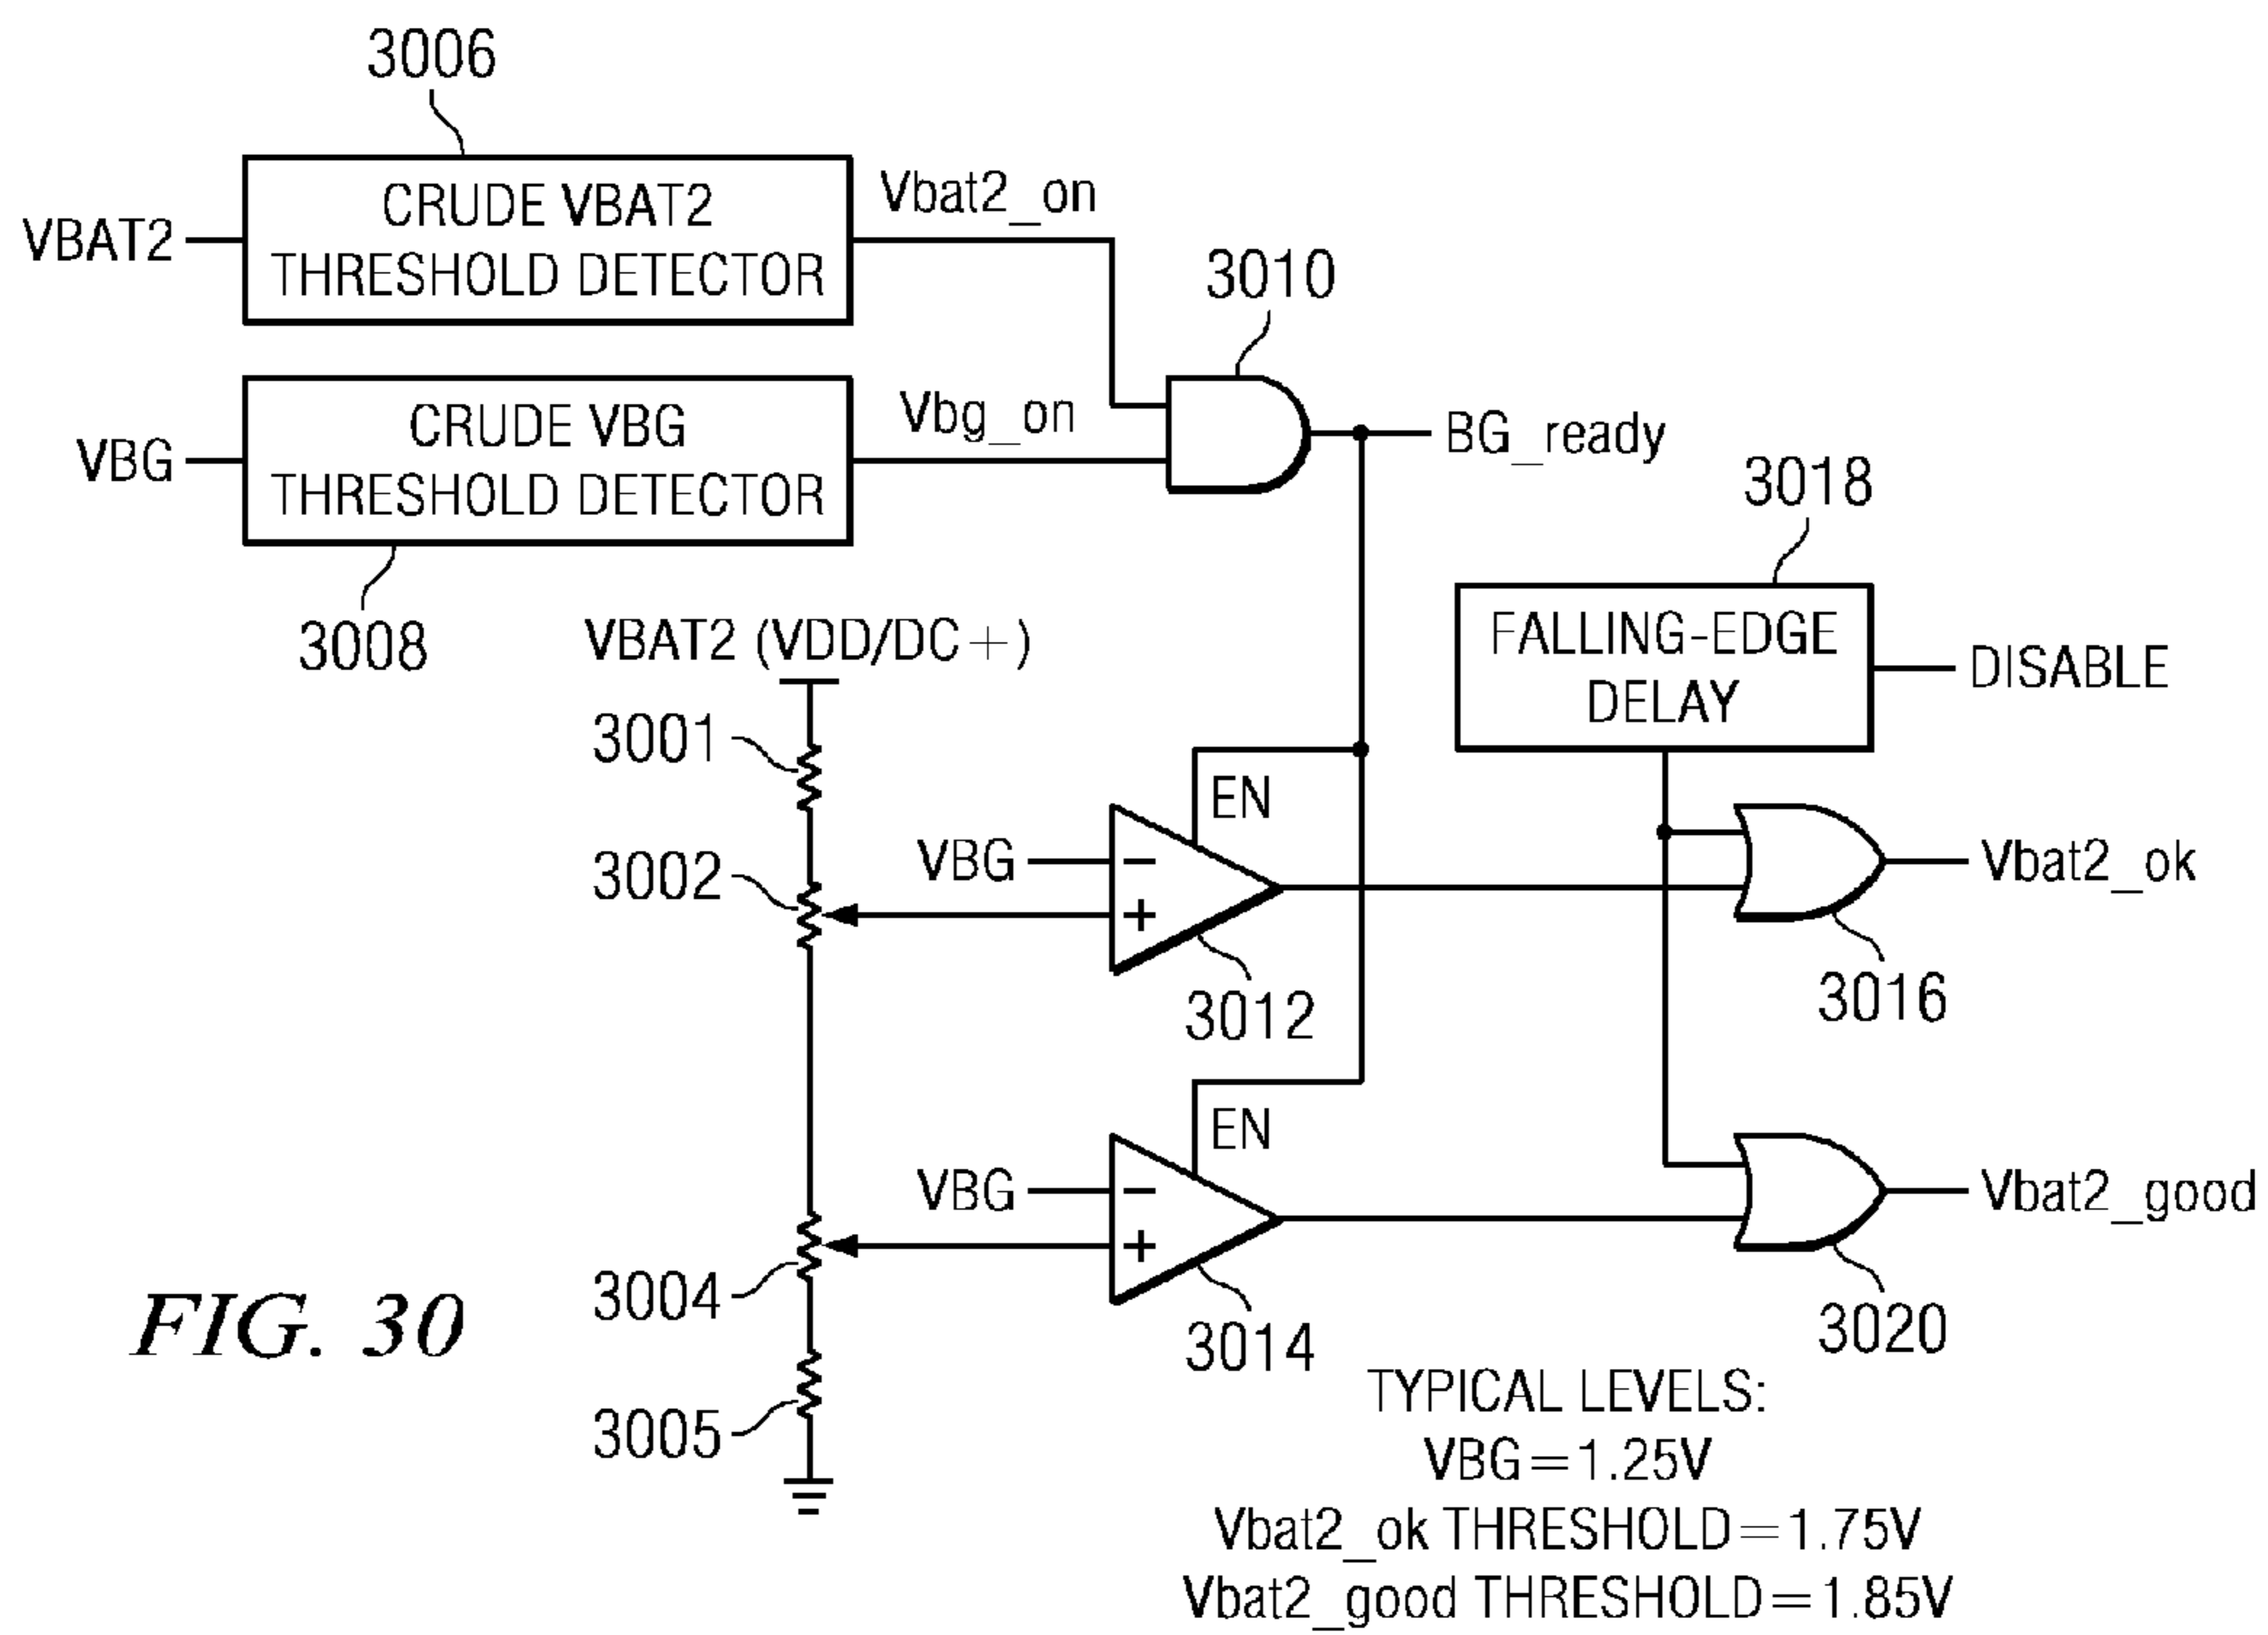 3006
CRUDE VBAT2
THRESHOLD DETECTOR
VBAT2
Vbat2_on
3010
CRUDE VBG
THRESHOLD DETECTOR
VBG
Vbg_on
BG_ready
3008
3018
FALLING-EDGE
DELAY
DISABLE
VBAT2 (VDD/DC+)
3001
3002
EN
VBG
−
+
3012
Vbat2_ok
3016
EN
VBG
−
+
3014
Vbat2_good
3020
3004
3005
FIG. 30
TYPICAL LEVELS:
VBG=1.25V
Vbat2_ok THRESHOLD=1.75V
Vbat2_good THRESHOLD=1.85V